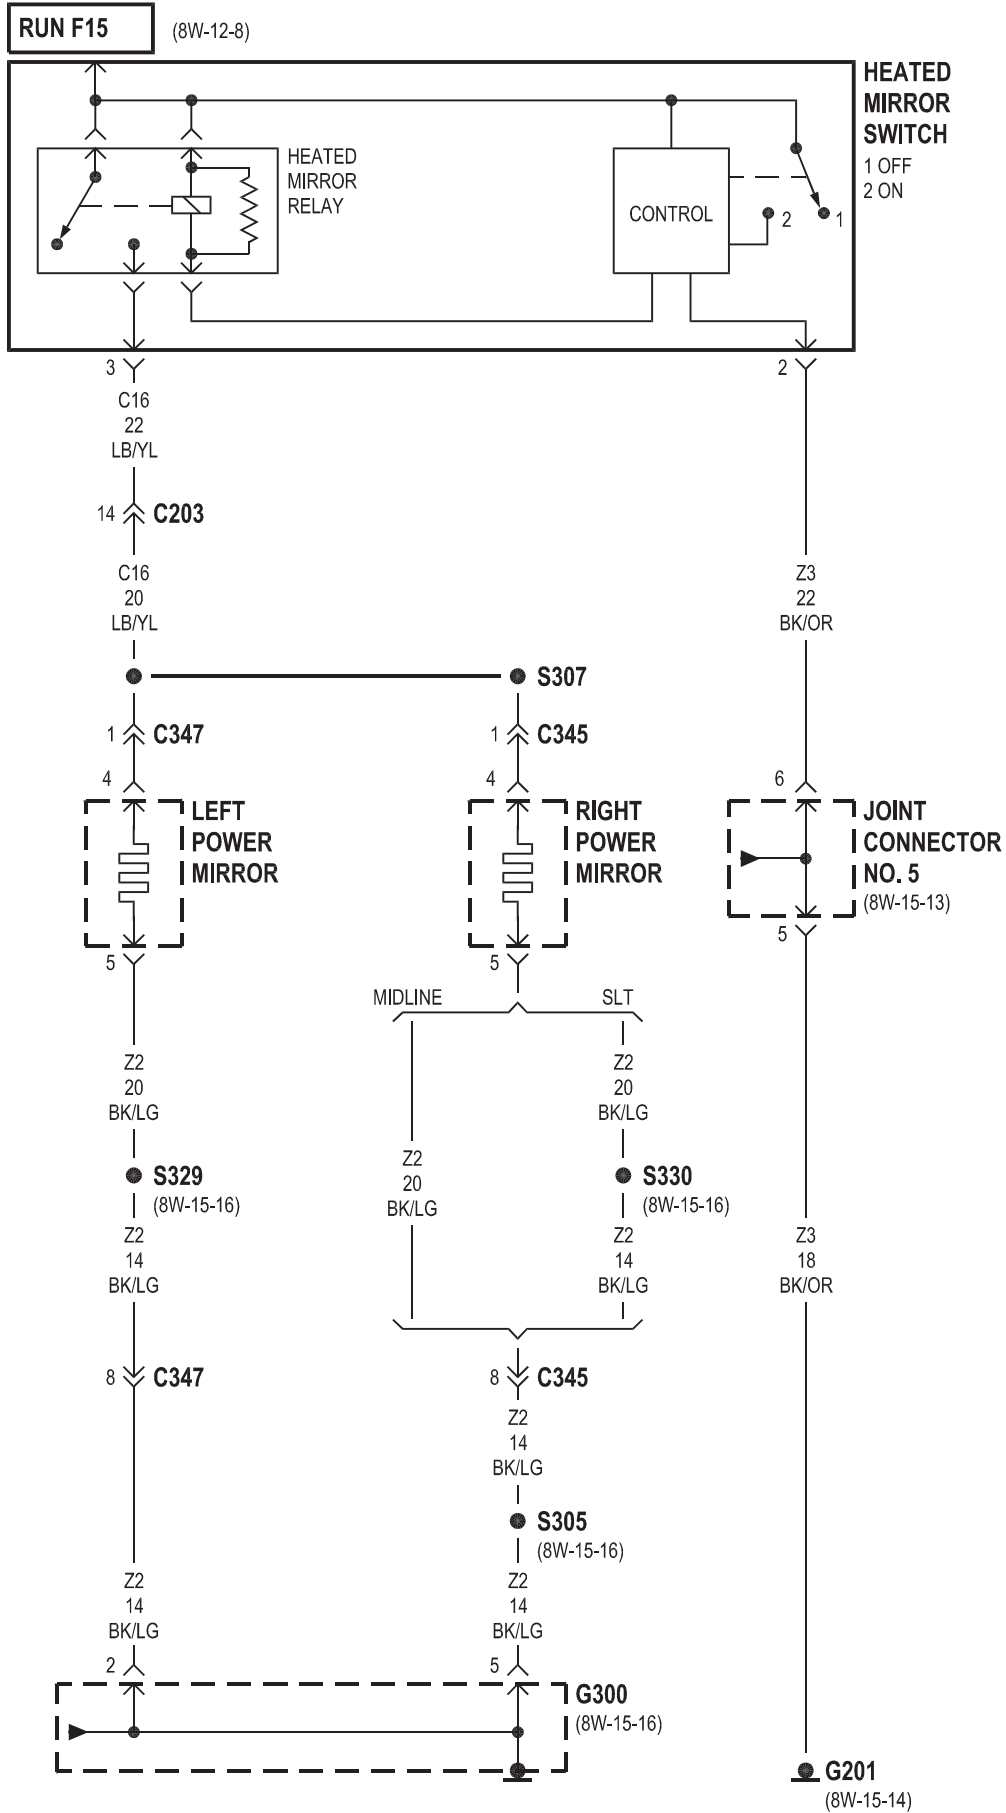 RUN F15
(8W-12-8)
HEATED
MIRROR
SWITCH
1 OFF
2 ON
HEATED
MIRROR
RELAY
CONTROL
2
1
3
2
C16
22
LB/YL
14
C203
C16
20
LB/YL
Z3
22
BK/OR
S307
1
C347
1
C345
4
4
6
LEFT
POWER
MIRROR
RIGHT
POWER
MIRROR
JOINT
CONNECTOR
NO. 5
(8W-15-13)
5
5
5
MIDLINE
SLT
Z2
20
BK/LG
Z2
20
BK/LG
Z2
20
BK/LG
S329
(8W-15-16)
S330
(8W-15-16)
Z2
14
BK/LG
Z2
14
BK/LG
Z3
18
BK/OR
8
C347
8
C345
Z2
14
BK/LG
S305
(8W-15-16)
Z2
14
BK/LG
Z2
14
BK/LG
2
5
G300
(8W-15-16)
G201
(8W-15-14)